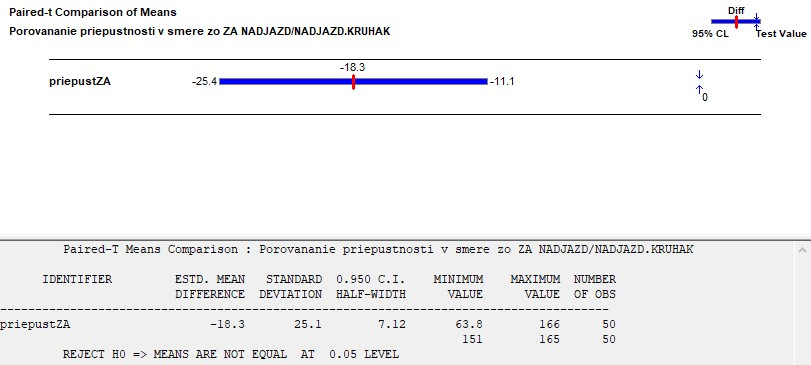 Paired-t Comparison of Means
Porovananie priepustnosti v smere zo ZA NADJAZD/NADJAZD.KRUHAK
Diff
95% CL Test Value
-18.3
priepustZA -25.4 -11.1
0
Paired-T Means Comparison : Porovananie priepustnosti v smere zo ZA NADJAZD/NADJAZD.KRUHAK
IDENTIFIER ESTD. MEAN STANDARD 0.950 C.I. MINIMUM MAXIMUM NUMBER
DIFFERENCE DEVIATION HALF-WIDTH VALUE VALUE OF OBS
priepustZA -18.3 25.1 7.12 63.8 166 50
151 165 50
REJECT H0 => MEANS ARE NOT EQUAL AT 0.05 LEVEL